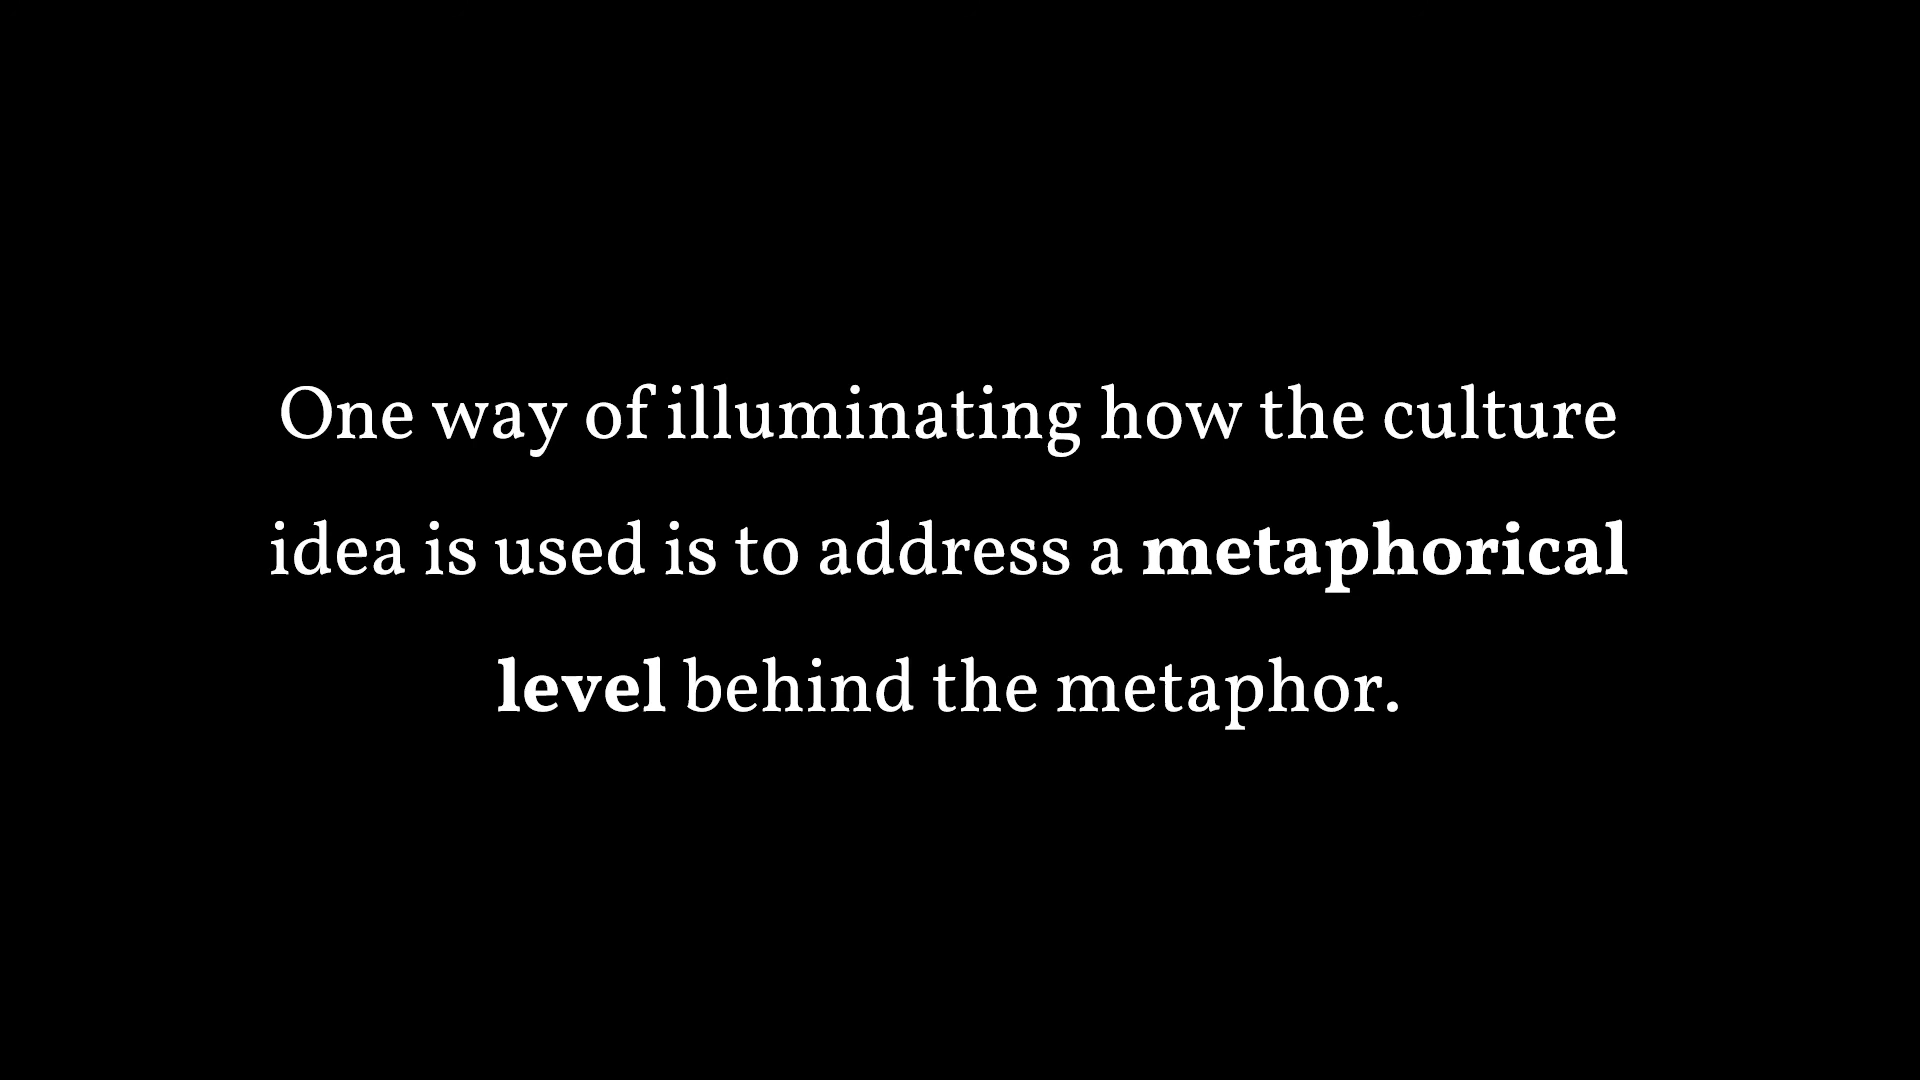 One way of illuminating how the culture
idea is used is to address a metaphorical
level behind the metaphor.